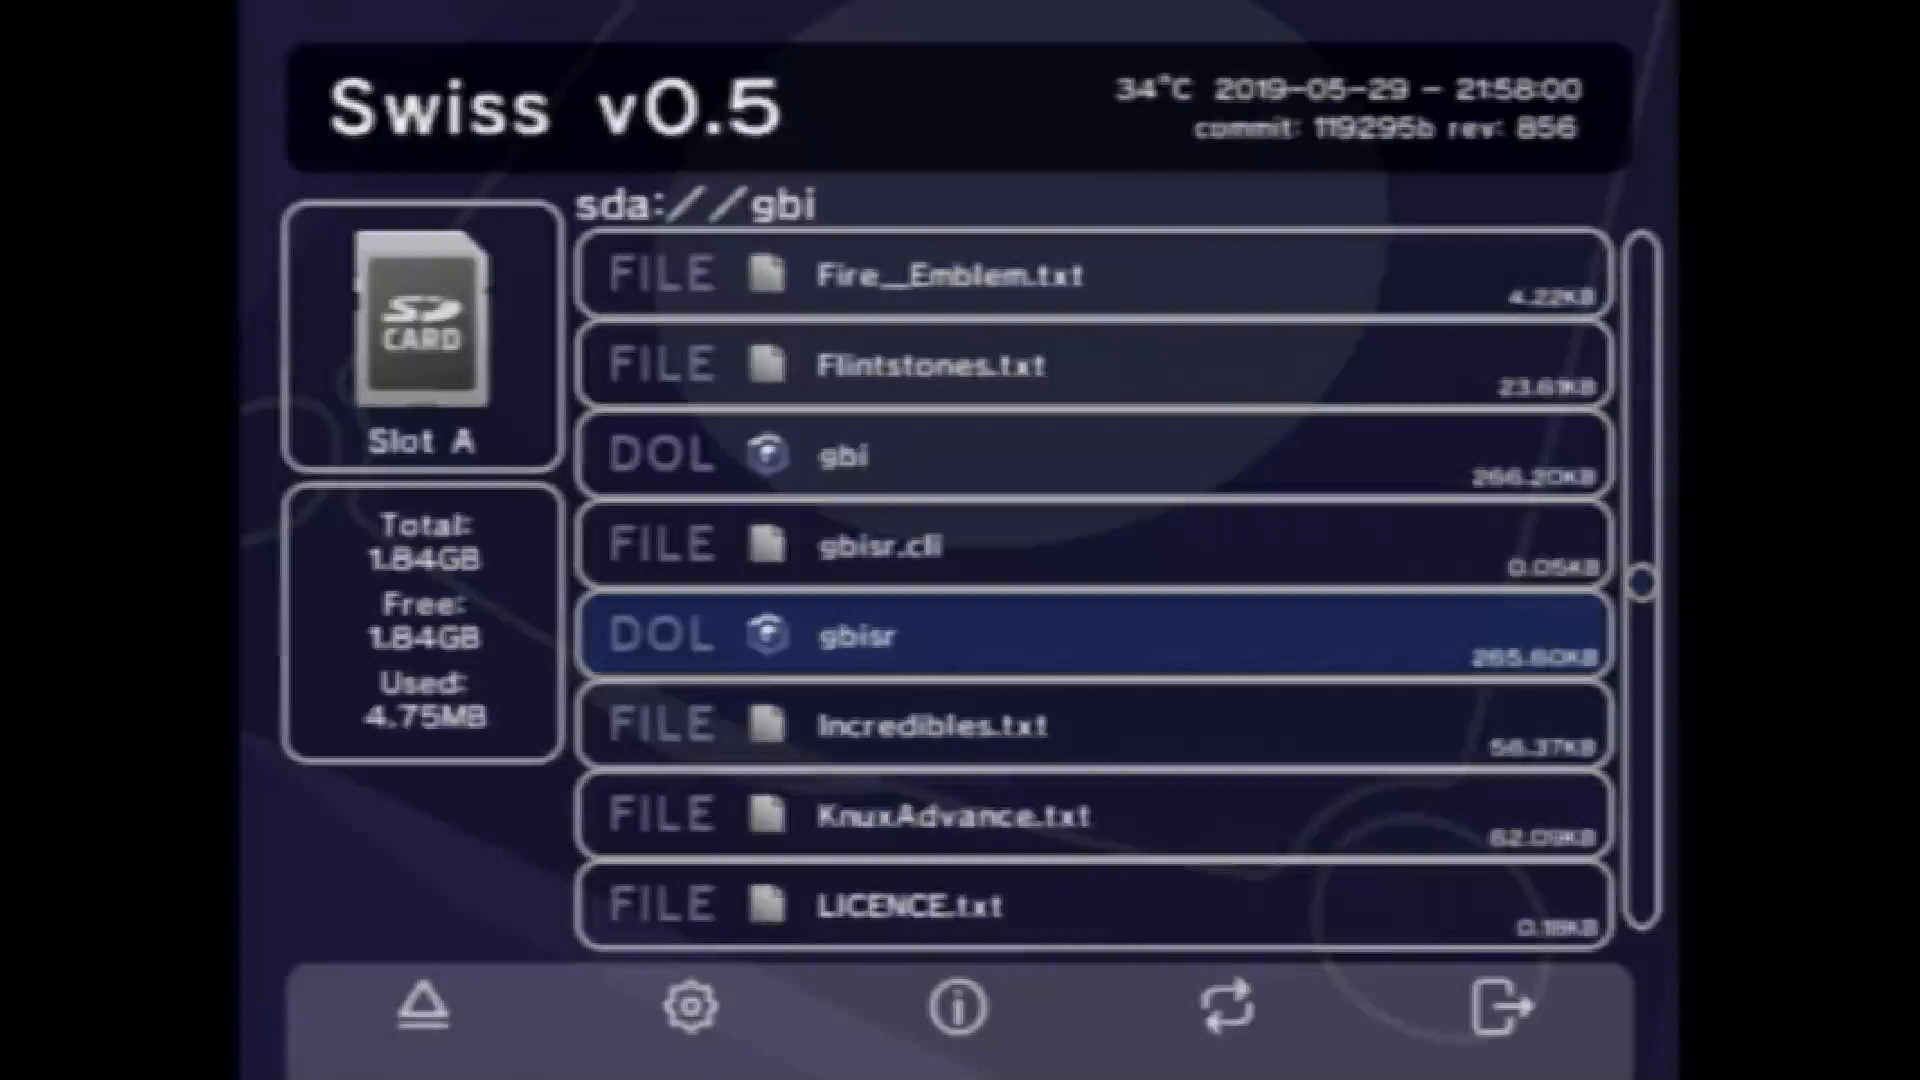 Swiss v0.5
34°C 2019-05-29 - 21:58:00
commit: 119295b rev: 856
sda://gbi
SD
CARD
Slot A
Total:
1.84GB
Free:
1.84GB
Used:
4.75MB
FILE Fire_Emblem.txt
4.22KB
FILE Flintstones.txt
23.61KB
DOL gbi
266.20KB
FILE gbisr.cli
0.05KB
DOL gbisr
265.60KB
FILE Incredibles.txt
56.37KB
FILE KnuxAdvance.txt
62.09KB
FILE LICENCE.txt
0.18KB